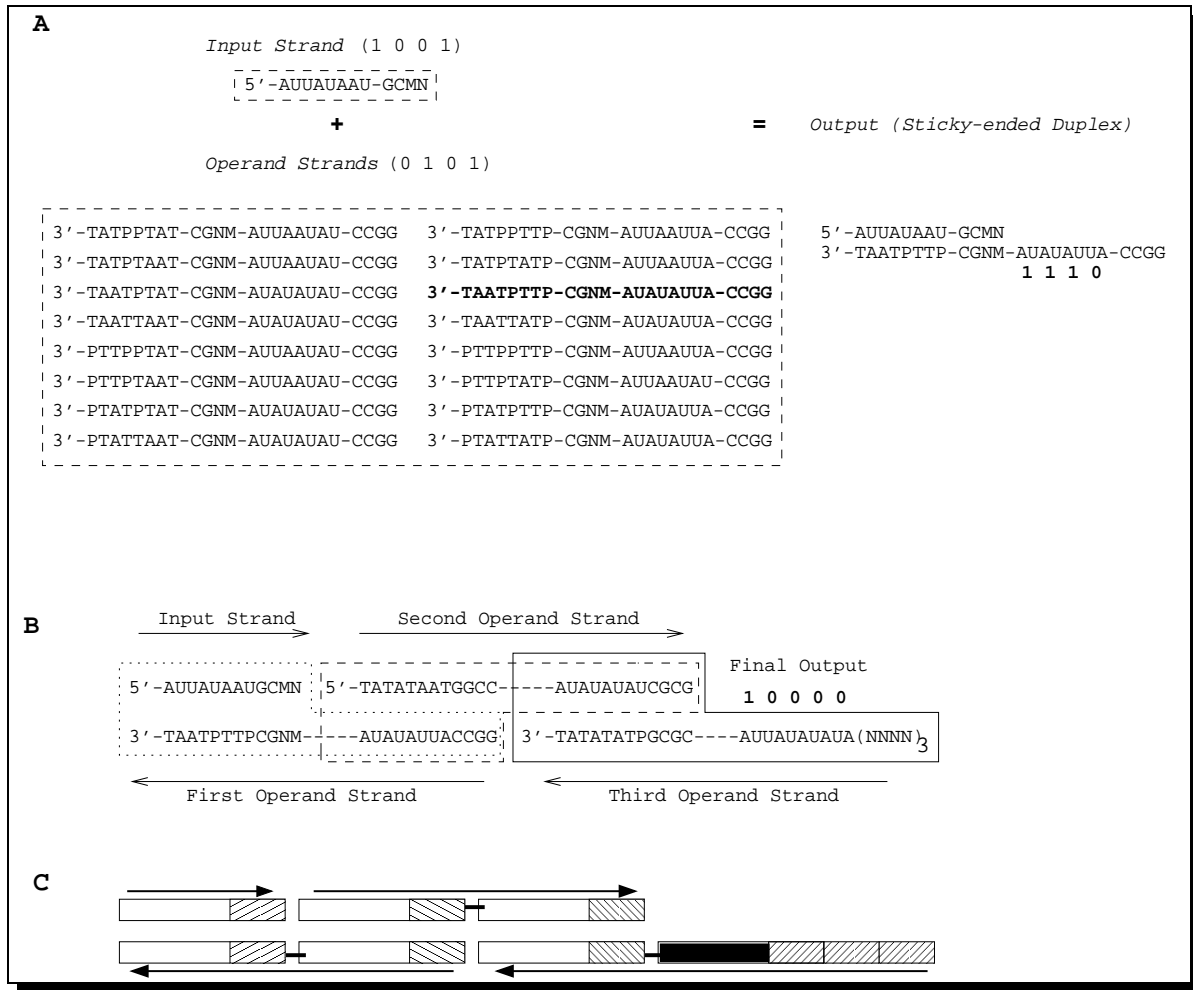 A
Input Strand (1 0 0 1)
5′-AUUAUAAU-GCMN
+
= Output (Sticky-ended Duplex)
Operand Strands (0 1 0 1)
3′-TATPPTAT-CGNM-AUUAAUAU-CCGG 3′-TATPPTTP-CGNM-AUUAAUUA-CCGG
3′-TATPTAAT-CGNM-AUUAAUAU-CCGG 3′-TATPTATP-CGNM-AUUAAUUA-CCGG
3′-TAATPTAT-CGNM-AUAUAUAU-CCGG 3′-TAATPTTP-CGNM-AUAUAUUA-CCGG
3′-TAATTAAT-CGNM-AUAUAUAU-CCGG 3′-TAATTATP-CGNM-AUAUAUUA-CCGG
3′-PTTPPTAT-CGNM-AUUAAUAU-CCGG 3′-PTTPPTTP-CGNM-AUUAAUUA-CCGG
3′-PTTPTAAT-CGNM-AUUAAUAU-CCGG 3′-PTTPTATP-CGNM-AUUAAUAU-CCGG
3′-PTATPTAT-CGNM-AUAUAUAU-CCGG 3′-PTATPTTP-CGNM-AUAUAUUA-CCGG
3′-PTATTAAT-CGNM-AUAUAUAU-CCGG 3′-PTATTATP-CGNM-AUAUAUUA-CCGG
5′-AUUAUAAU-GCMN
3′-TAATPTTP-CGNM-AUAUAUUA-CCGG
1 1 1 0
B
Input Strand Second Operand Strand
Final Output
5′-AUUAUAAUGCMN 5′-TATATAATGGCC-----AUAUAUAUCGCG 1 0 0 0 0
3′-TAATPTTPCGNM-----AUAUAUUACCGG 3′-TATATATPGCGC----AUUAUAUAUA(NNNN)3
First Operand Strand Third Operand Strand
C